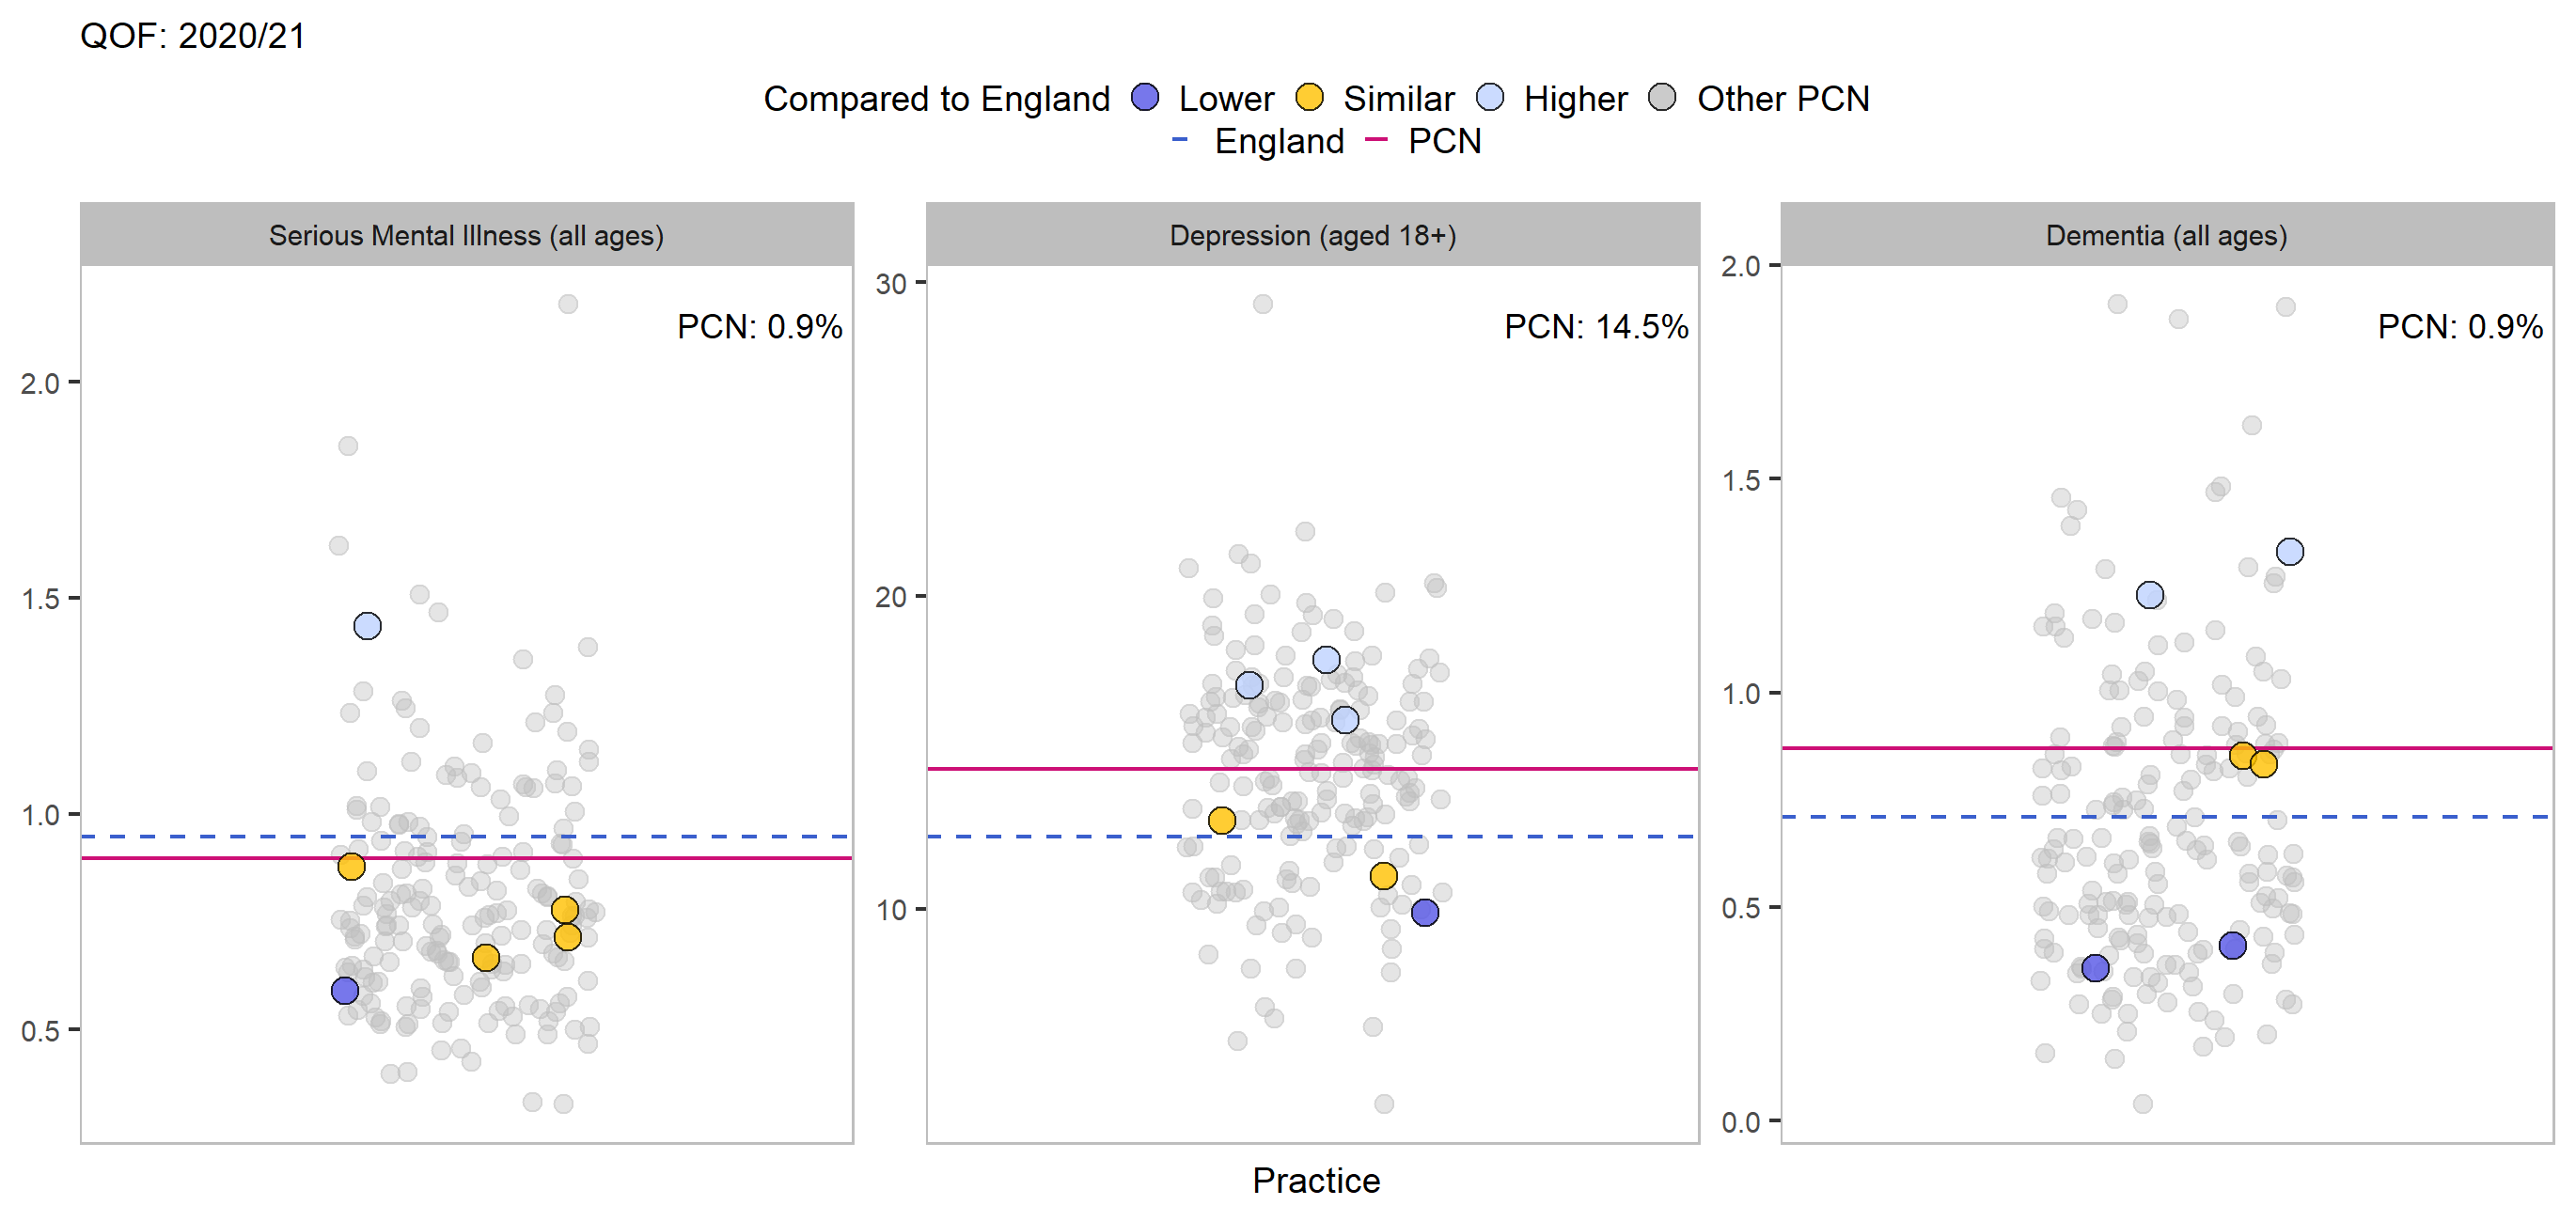 QOF: 2020/21
Compared to England Lower Similar Higher Other PCN
England PCN
Serious Mental Illness (all ages)
PCN: 0.9%
2.0
1.5
1.0
0.5
Depression (aged 18+)
PCN: 14.5%
30
20
10
Dementia (all ages)
PCN: 0.9%
2.0
1.5
1.0
0.5
0.0
Practice